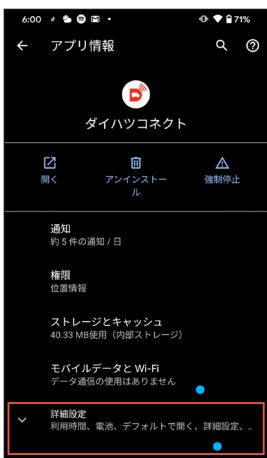 6:00
71%
アプリ情報
ダイハツコネクト
開く
アンインストー
ル
強制停止
通知
約 5 件の通知 / 日
権限
位置情報
ストレージとキャッシュ
40.33 MB使用（内部ストレージ）
モバイルデータと Wi-Fi
データ通信の使用はありません
詳細設定
利用時間、電池、デフォルトで開く、詳細設定、..